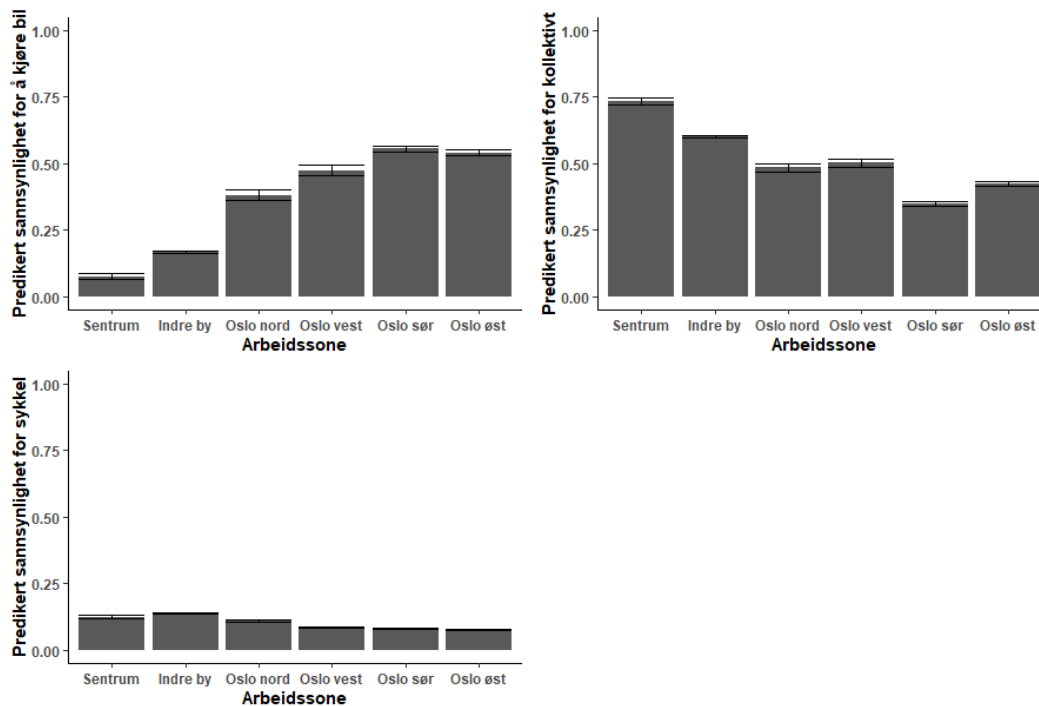 Predikert sannsynlighet for å kjøre bil
1.00
0.75
0.50
0.25
0.00
Sentrum Indre by Oslo nord Oslo vest Oslo sør Oslo øst
Arbeidssone
Predikert sannsynlighet for kollektivt
1.00
0.75
0.50
0.25
0.00
Sentrum Indre by Oslo nord Oslo vest Oslo sør Oslo øst
Arbeidssone
Predikert sannsynlighet for sykkel
1.00
0.75
0.50
0.25
0.00
Sentrum Indre by Oslo nord Oslo vest Oslo sør Oslo øst
Arbeidssone